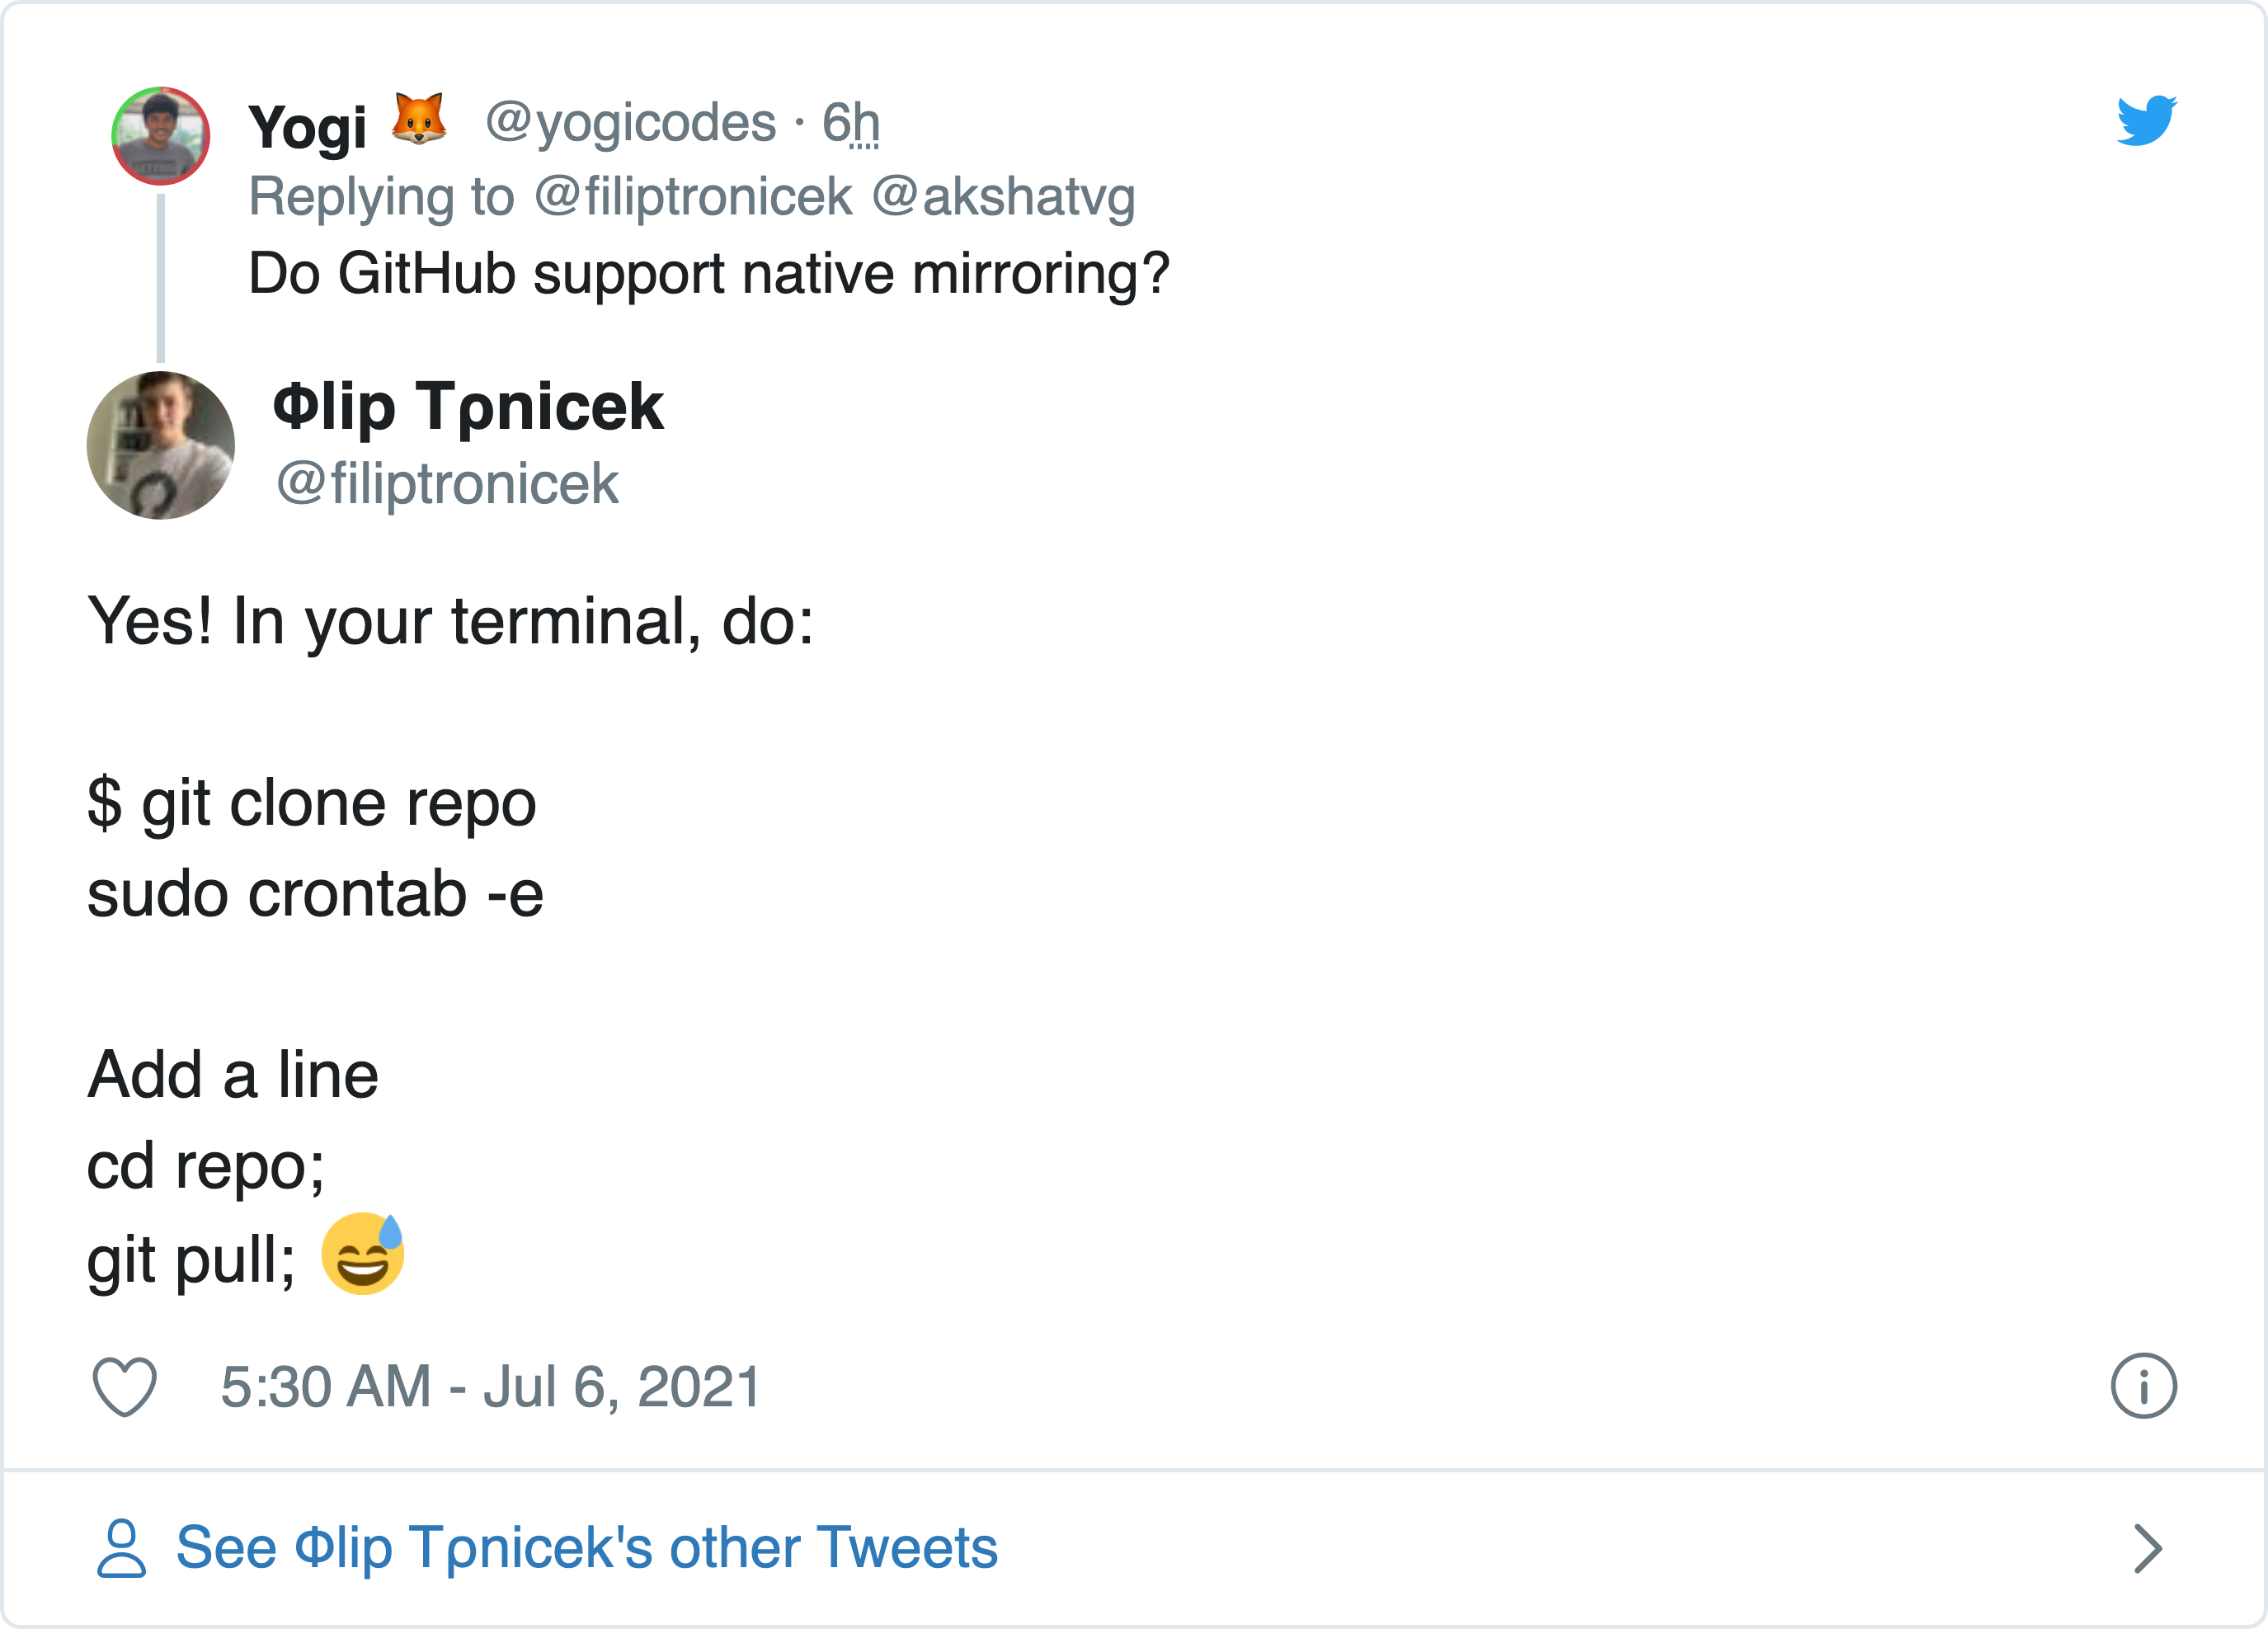 Yogi 🦊 @yogicodes · 6h
Replying to @filiptronicek @akshatvg
Do GitHub support native mirroring?
Φlip Tρnicek
@filiptronicek
Yes! In your terminal, do:
$ git clone repo
sudo crontab -e
Add a line
cd repo;
git pull; 😅
5:30 AM - Jul 6, 2021
See Φlip Tρnicek's other Tweets